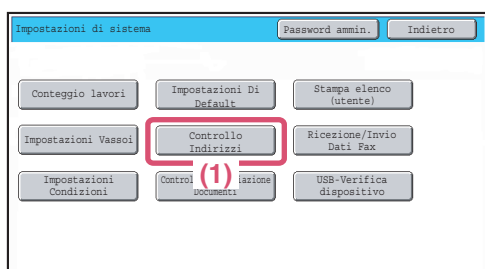 Impostazioni di sistema
Password ammin.
Indietro
Conteggio lavori
Impostazioni Di
Default
Stampa elenco
(utente)
Impostazioni Vassoi
Controllo
Indirizzi
Ricezione/Invio
Dati Fax
Impostazioni
Condizioni
(1)
Documenti
USB-Verifica
dispositivo